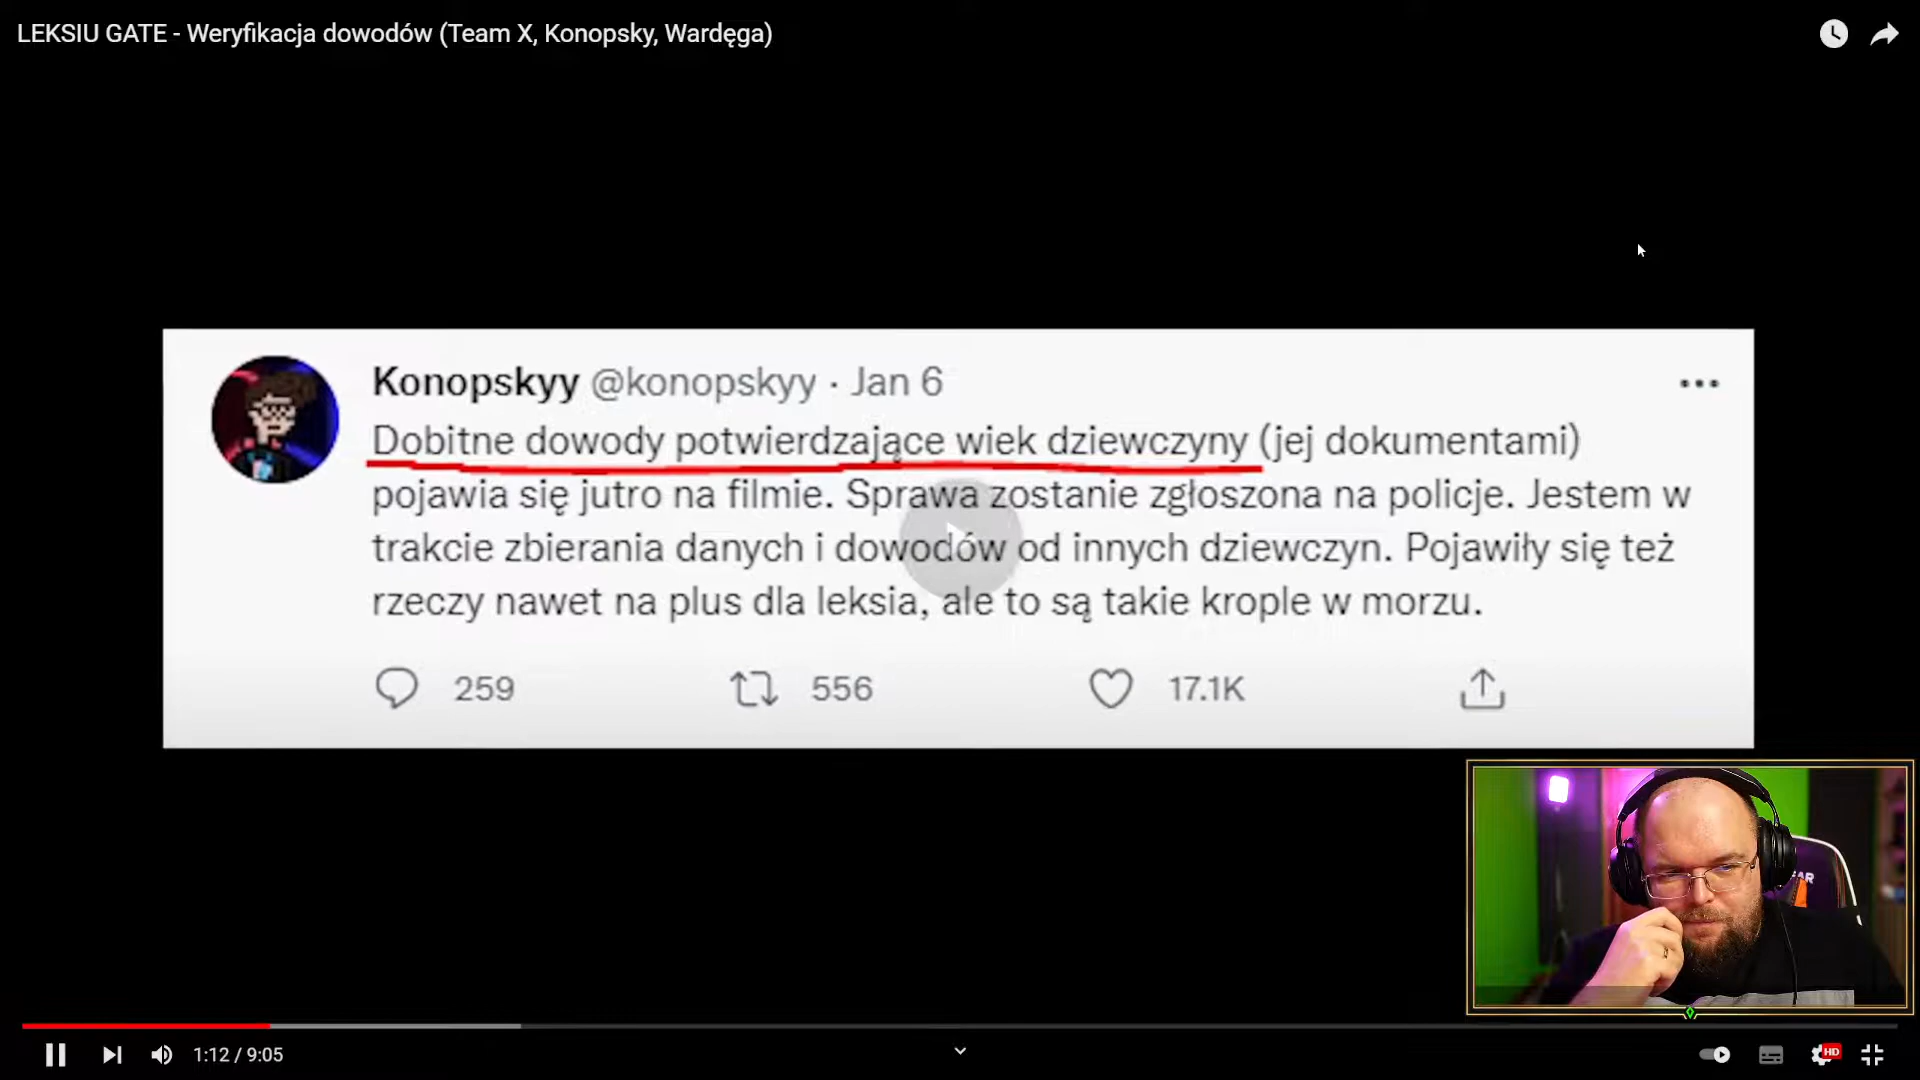 LEKSIU GATE - Weryfikacja dowodów (Team X, Konopsky, Wardęga)
Konopskyy @konopskyy · Jan 6
Dobitne dowody potwierdzające wiek dziewczyny (jej dokumentami)
pojawia się jutro na filmie. Sprawa zostanie zgłoszona na policje. Jestem w
trakcie zbierania danych i dowodów od innych dziewczyn. Pojawiły się też
rzeczy nawet na plus dla leksia, ale to są takie krople w morzu.
259 556 17.1K
1:12 / 9:05
HD